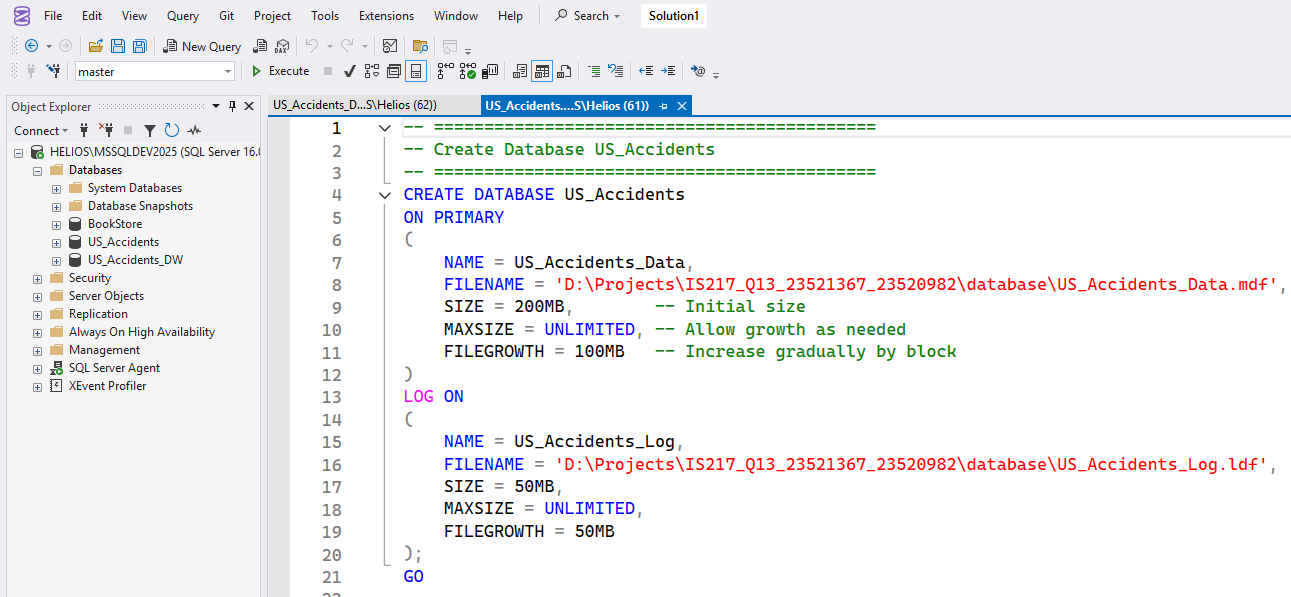 File Edit View Query Git Project Tools Extensions Window Help Search Solution1
New Query DAX
master Execute
Object Explorer
Connect
HELIOS\MSSQLDEV2025 (SQL Server 16.0
Databases
System Databases
Database Snapshots
BookStore
US_Accidents
US_Accidents_DW
Security
Server Objects
Replication
Always On High Availability
Management
SQL Server Agent
XEvent Profiler
US_Accidents_D...S\Helios (62)) US_Accidents....S\Helios (61))
1 -- ============================================
2 -- Create Database US_Accidents
3 -- ============================================
4 CREATE DATABASE US_Accidents
5 ON PRIMARY
6 (
7 NAME = US_Accidents_Data,
8 FILENAME = 'D:\Projects\IS217_Q13_23521367_23520982\database\US_Accidents_Data.mdf',
9 SIZE = 200MB, -- Initial size
10 MAXSIZE = UNLIMITED, -- Allow growth as needed
11 FILEGROWTH = 100MB -- Increase gradually by block
12 )
13 LOG ON
14 (
15 NAME = US_Accidents_Log,
16 FILENAME = 'D:\Projects\IS217_Q13_23521367_23520982\database\US_Accidents_Log.ldf',
17 SIZE = 50MB,
18 MAXSIZE = UNLIMITED,
19 FILEGROWTH = 50MB
20 );
21 GO